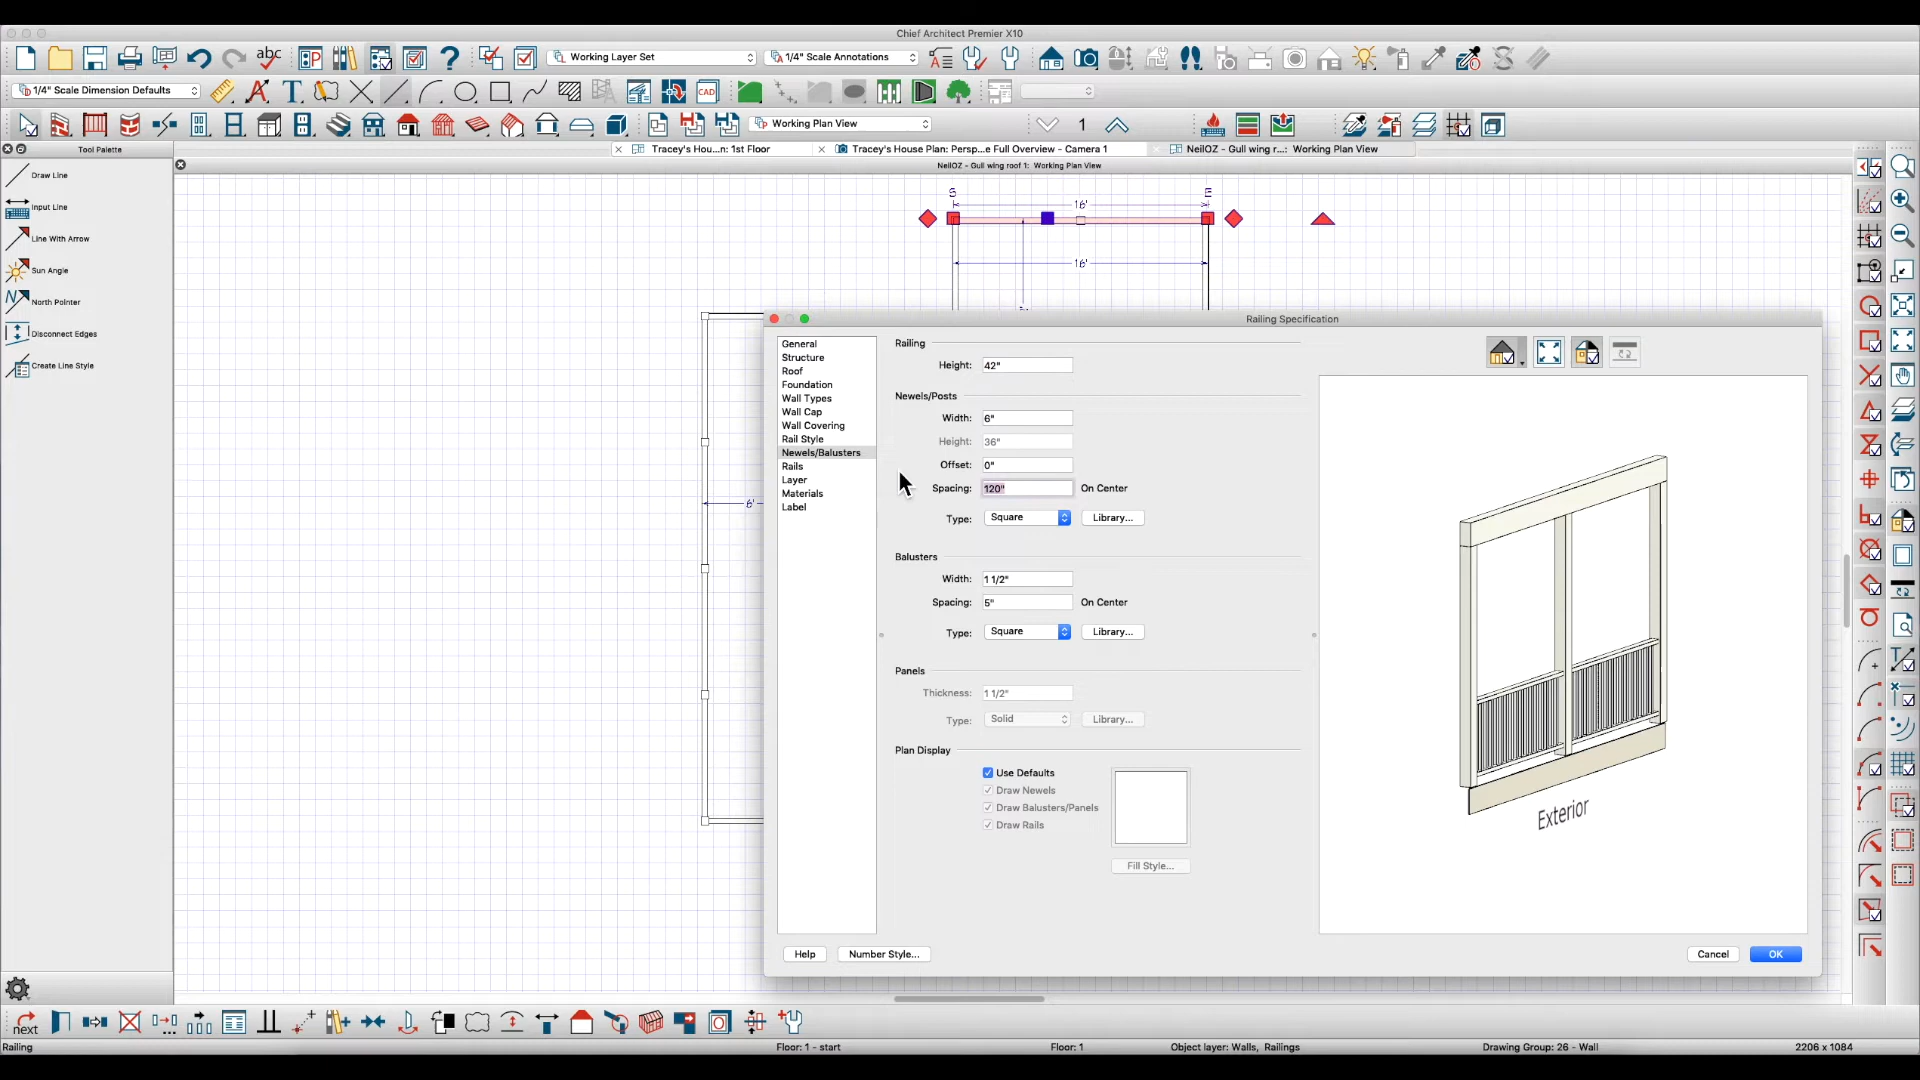 Chief Architect Premier X10
abc
?
Working Layer Set
1/4" Scale Annotations
1/4" Scale Dimension Defaults
T
CAD
Working Plan View
1
Tool Palette
Tracey's Hou...n: 1st Floor
Tracey's House Plan: Persp...e Full Overview - Camera 1
NeilOZ - Gull wing r...: Working Plan View
NeilOZ - Gull wing roof 1: Working Plan View
Draw Line
Input Line
Line With Arrow
Sun Angle
North Pointer
Disconnect Edges
Create Line Style
S
E
16'
16'
6'
Railing Specification
General
Structure
Roof
Foundation
Wall Types
Wall Cap
Wall Covering
Rail Style
Newels/Balusters
Rails
Layer
Materials
Label
Railing
Height: 42"
Newels/Posts
Width: 6"
Height: 36"
Offset: 0"
Spacing: 120" On Center
Type: Square Library...
Balusters
Width: 1 1/2"
Spacing: 5" On Center
Type: Square Library...
Panels
Thickness: 1 1/2"
Type: Solid Library...
Plan Display
Use Defaults
Draw Newels
Draw Balusters/Panels
Draw Rails
Fill Style...
Exterior
Help Number Style... Cancel OK
next
Railing Floor: 1 - start Floor: 1 Object layer: Walls, Railings Drawing Group: 26 - Wall 2206 x 1084